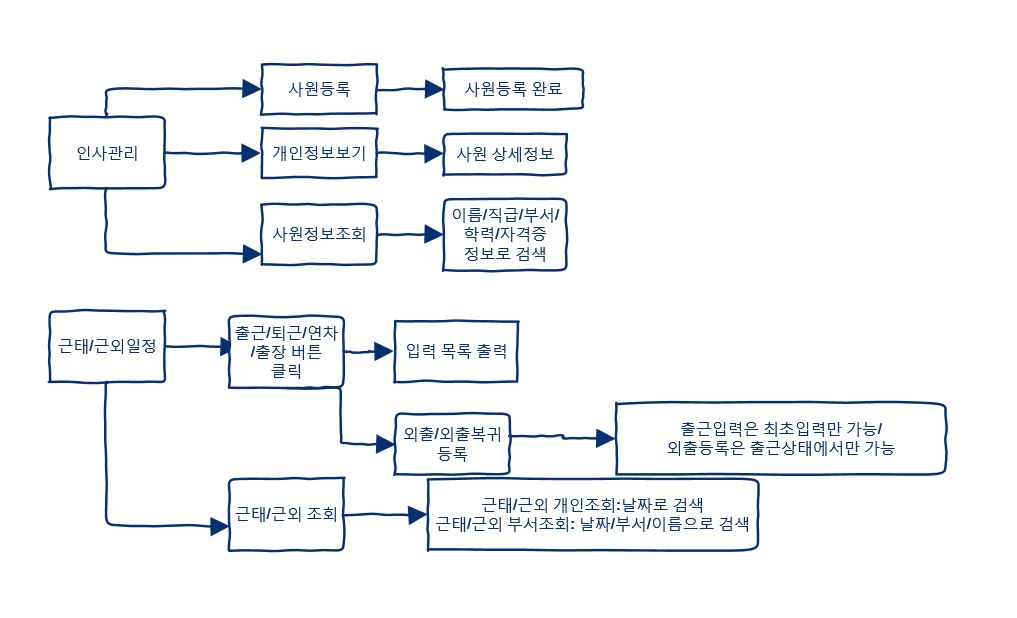 사원등록
사원등록 완료
인사관리
개인정보보기
사원 상세정보
사원정보조회
이름/직급/부서/
학력/자격증
정보로 검색
근태/근외일정
출근/퇴근/연차
/출장 버튼
클릭
입력 목록 출력
외출/외출복귀
등록
출근입력은 최초입력만 가능/
외출등록은 출근상태에서만 가능
근태/근외 조회
근태/근외 개인조회:날짜로 검색
근태/근외 부서조회: 날짜/부서/이름으로 검색